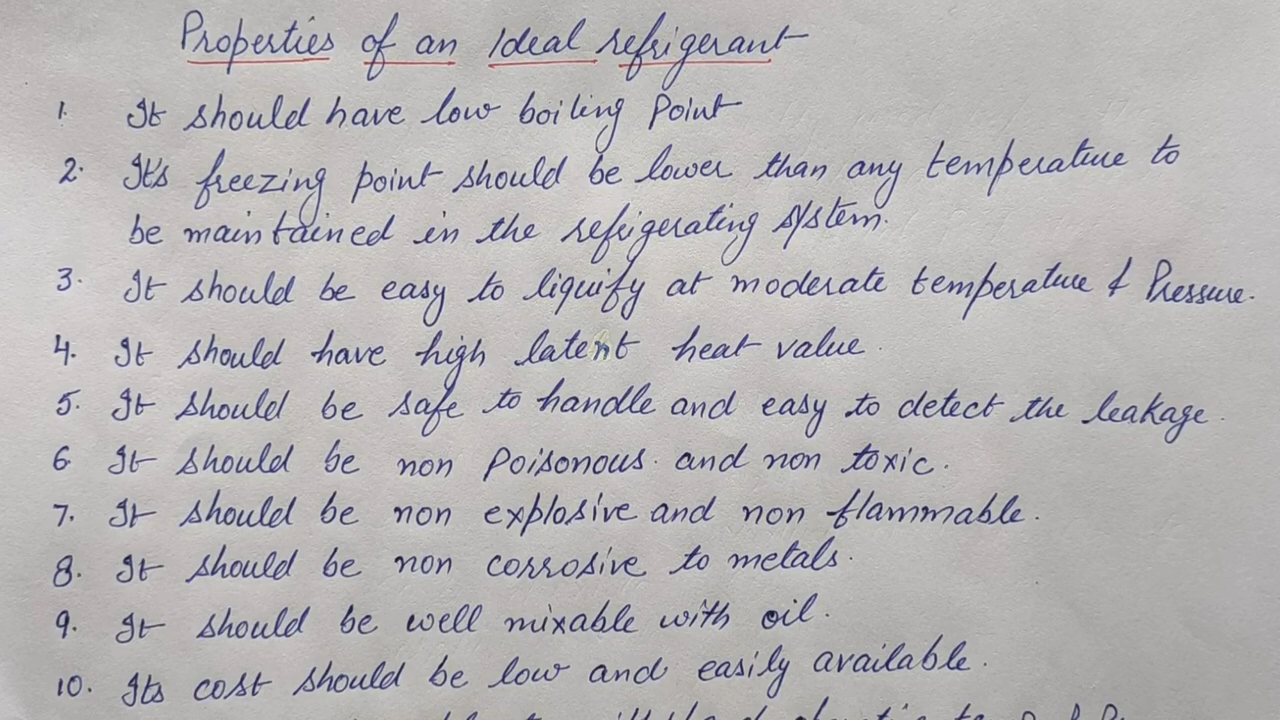 Properties of an Ideal refrigerant
1. It should have low boiling Point
2. It's freezing point should be lower than any temperature to
be maintained in the refrigerating system.
3. It should be easy to liquify at moderate temperature & Pressure.
4. It should have high latent heat value.
5. It should be safe to handle and easy to detect the leakage.
6. It should be non Poisonous. and non toxic.
7. It should be non explosive and non flammable.
8. It should be non corrosive to metals.
9. It should be well mixable with oil.
10. Its cost should be low and easily available.